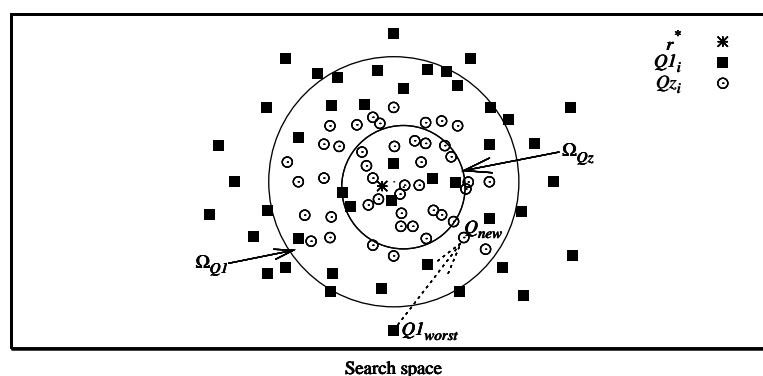 r*
Q1i
Qzi
ΩQz
Qnew
ΩQ1
Q1worst
Search space